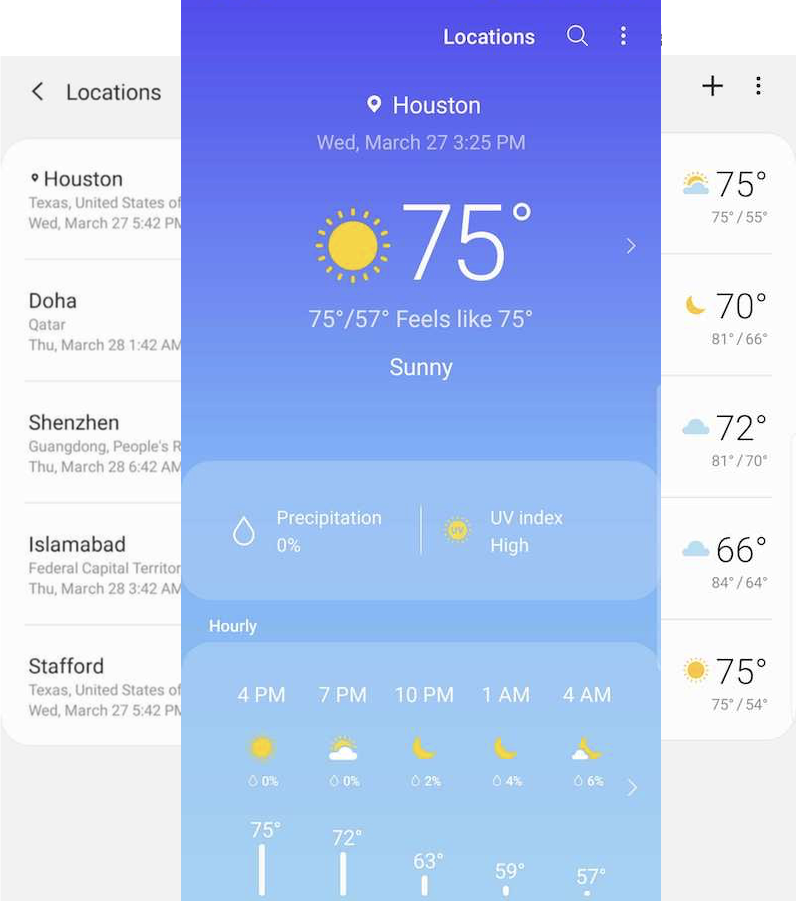 Locations
Houston
Texas, United States of
Wed, March 27 5:42 PM
Doha
Qatar
Thu, March 28 1:42 AM
Shenzhen
Guangdong, People's R
Thu, March 28 6:42 AM
Islamabad
Federal Capital Territor
Thu, March 28 3:42 AM
Stafford
Texas, United States of
Wed, March 27 5:42 PM
Locations
Houston
Wed, March 27 3:25 PM
75°
75°/57° Feels like 75°
Sunny
Precipitation
0%
UV
UV index
High
Hourly
4 PM 7 PM 10 PM 1 AM 4 AM
0% 0% 2% 4% 6%
75° 72° 63° 59° 57°
75°
75°/55°
70°
81°/66°
72°
81°/70°
66°
84°/64°
75°
75°/54°